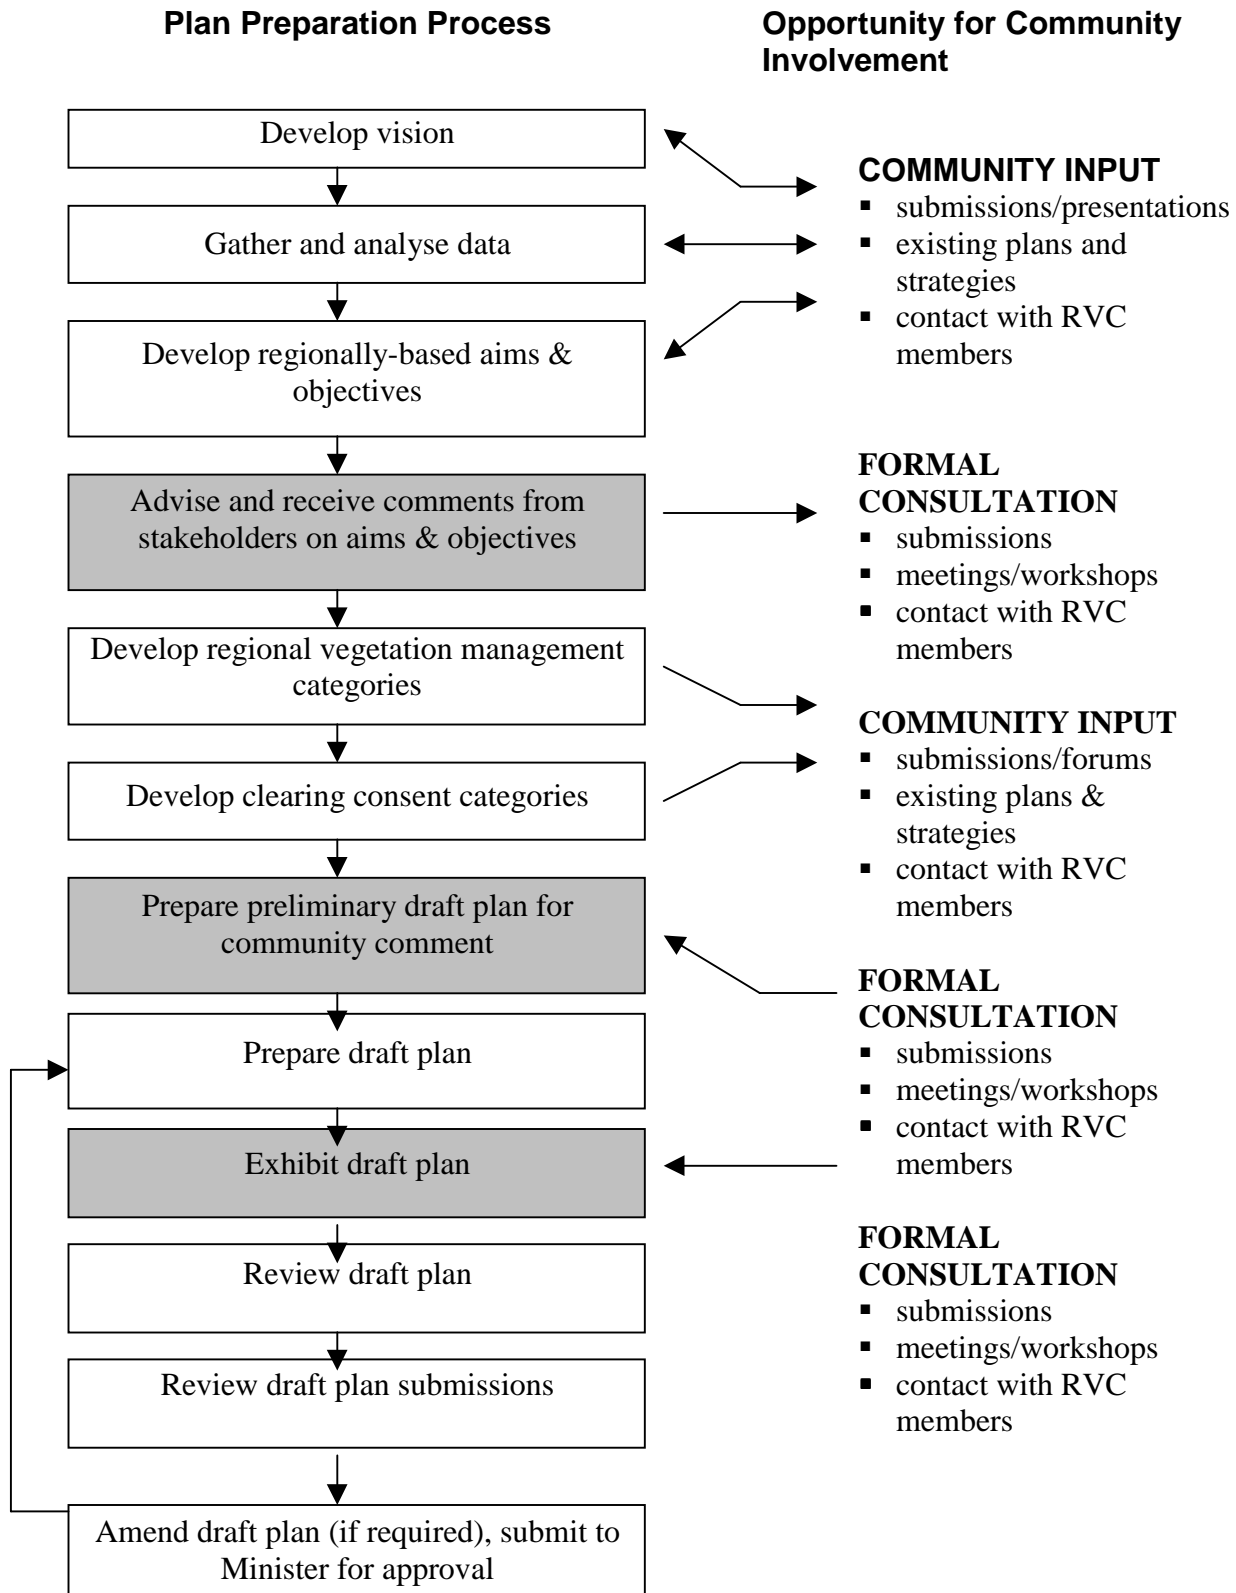 Plan Preparation Process
Opportunity for Community
Involvement
Develop vision
Gather and analyse data
Develop regionally-based aims &
objectives
Advise and receive comments from
stakeholders on aims & objectives
Develop regional vegetation management
categories
Develop clearing consent categories
Prepare preliminary draft plan for
community comment
Prepare draft plan
Exhibit draft plan
Review draft plan
Review draft plan submissions
Amend draft plan (if required), submit to
Minister for approval
COMMUNITY INPUT
▪ submissions/presentations
▪ existing plans and
strategies
▪ contact with RVC
members
FORMAL
CONSULTATION
▪ submissions
▪ meetings/workshops
▪ contact with RVC
members
COMMUNITY INPUT
▪ submissions/forums
▪ existing plans &
strategies
▪ contact with RVC
members
FORMAL
CONSULTATION
▪ submissions
▪ meetings/workshops
▪ contact with RVC
members
FORMAL
CONSULTATION
▪ submissions
▪ meetings/workshops
▪ contact with RVC
members